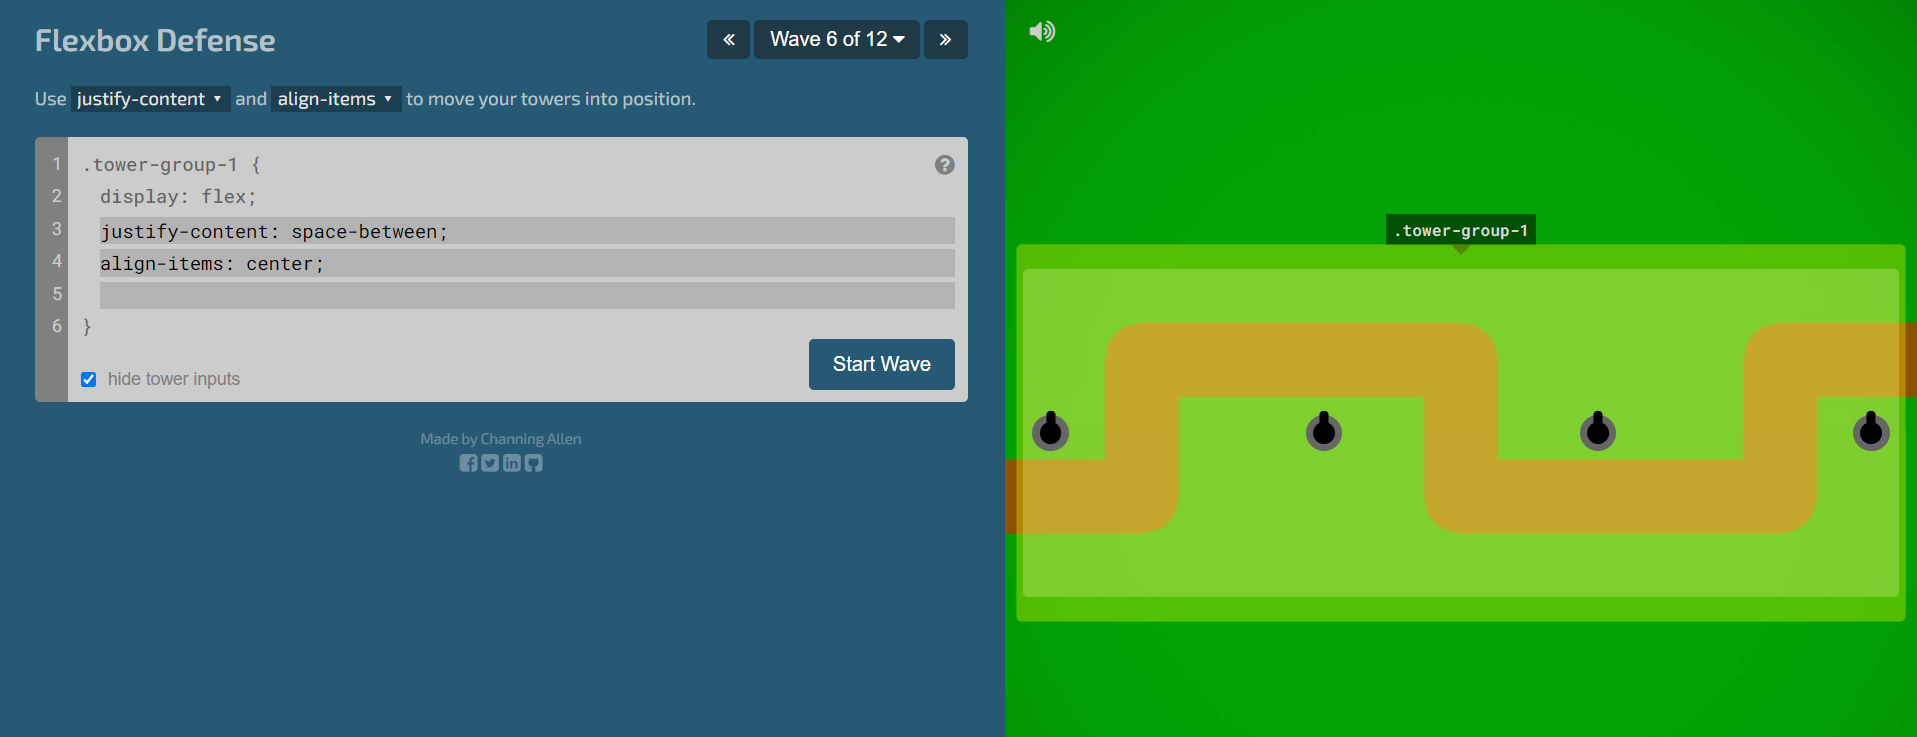 Flexbox Defense
« Wave 6 of 12 »
Use justify-content and align-items to move your towers into position.
1 .tower-group-1 {
2 display: flex;
3 justify-content: space-between;
4 align-items: center;
5
6 }
hide tower inputs
Start Wave
Made by Channing Allen
.tower-group-1